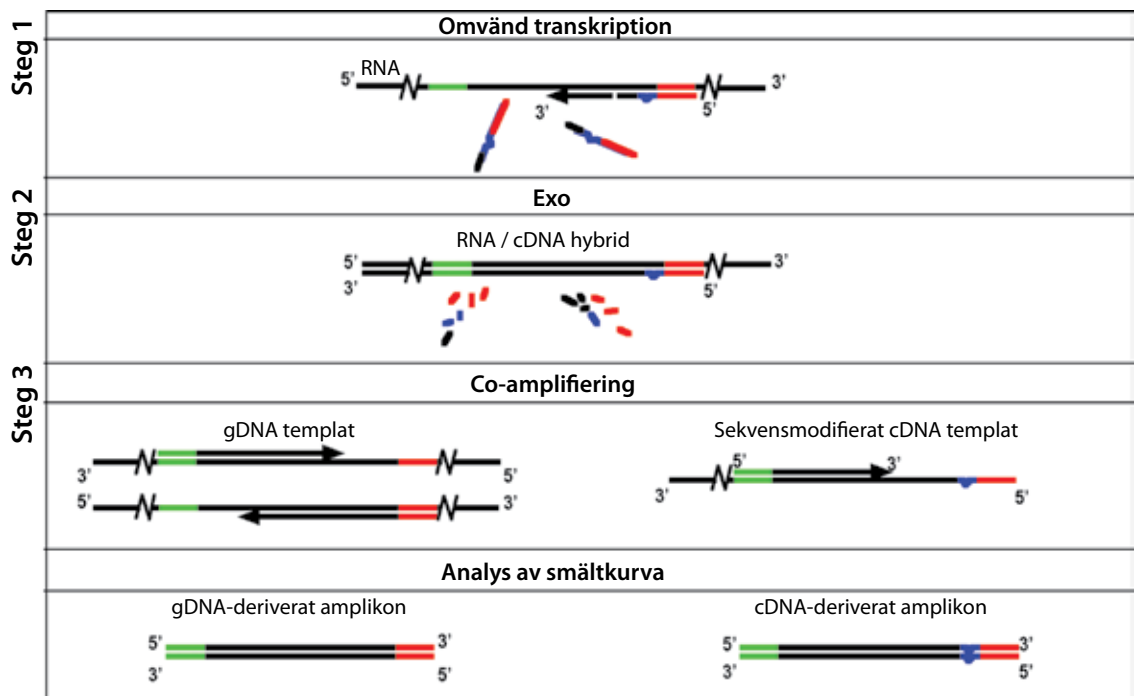 Steg 1
Omvänd transkription
5’ RNA 3’
3’ 5’
Steg 2
Exo
RNA / cDNA hybrid
5’ 3’
3’ 5’
Steg 3
Co-amplifiering
gDNA templat
3’ 5’
5’ 3’
Sekvensmodifierat cDNA templat
5’ 3’
3’ 5’
Analys av smältkurva
gDNA-deriverat amplikon
5’ 3’
3’ 5’
cDNA-deriverat amplikon
5’ 3’
3’ 5’